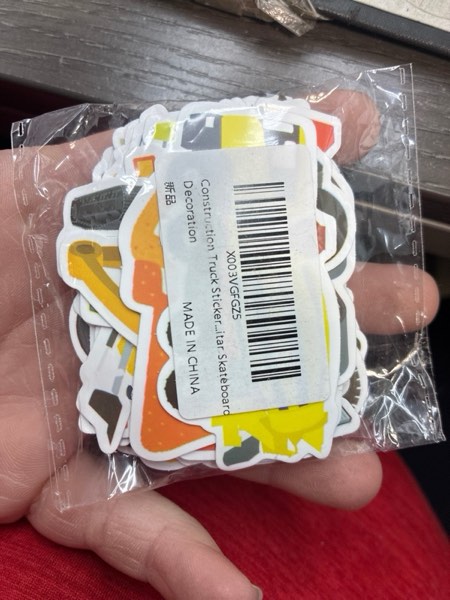 X003VGFGZ5
Construction Truck Sticker...itar Skateboard
Decoration
新品
MADE IN CHINA